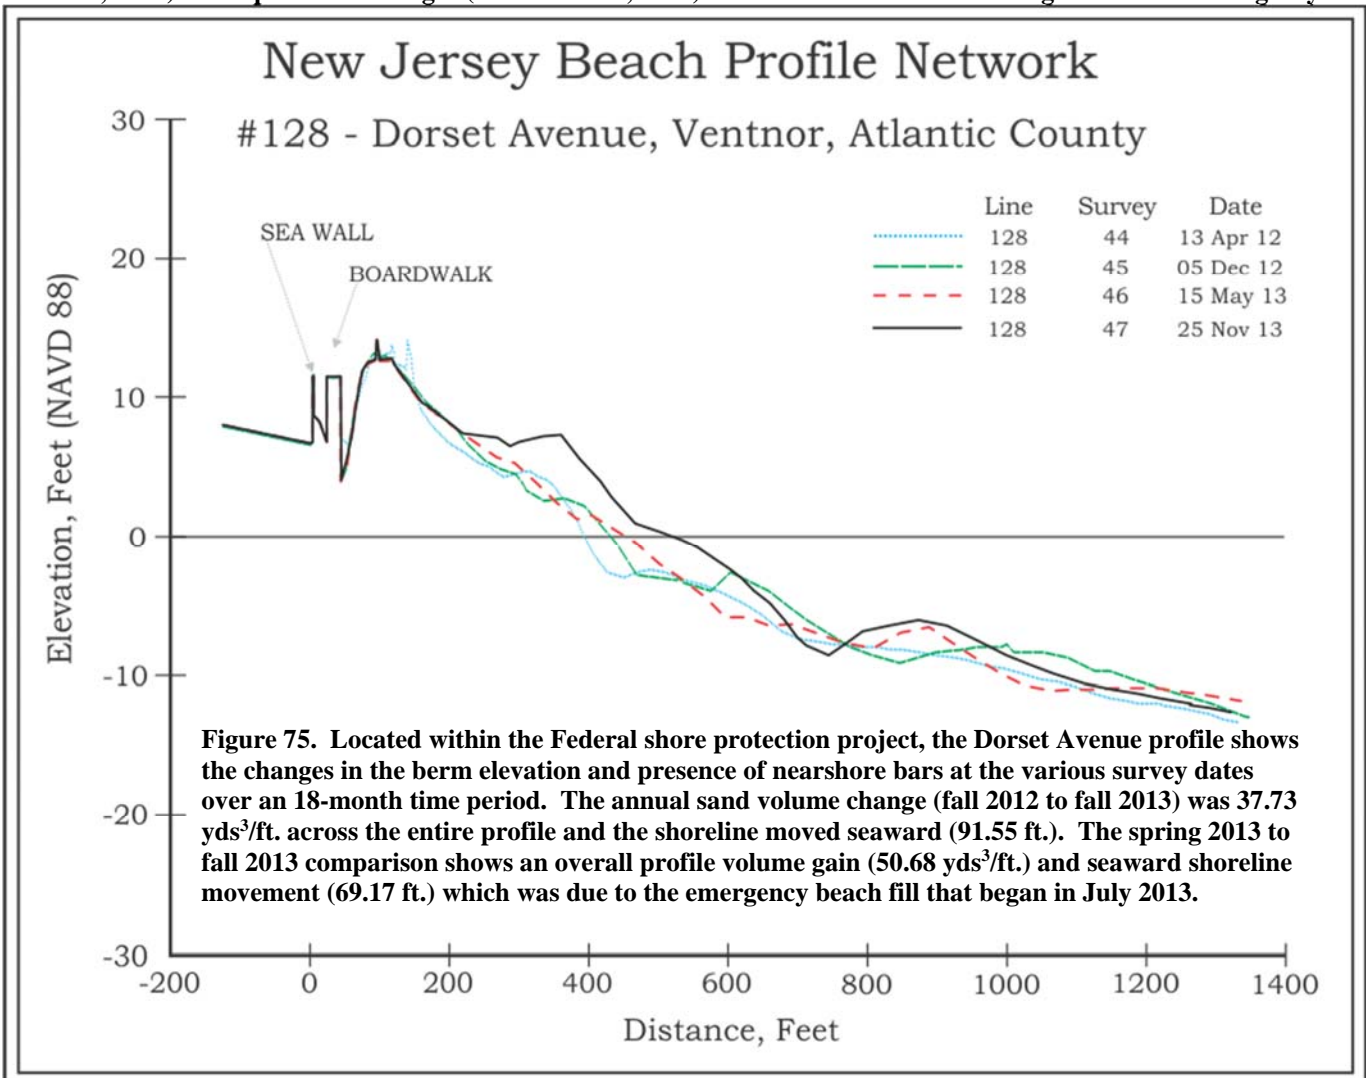 New Jersey Beach Profile Network
#128 - Dorset Avenue, Ventnor, Atlantic County
Line Survey Date
128 44 13 Apr 12
128 45 05 Dec 12
128 46 15 May 13
128 47 25 Nov 13
SEA WALL
BOARDWALK
Elevation, Feet (NAVD 88)
30
20
10
0
-10
-20
-30
Figure 75. Located within the Federal shore protection project, the Dorset Avenue profile shows
the changes in the berm elevation and presence of nearshore bars at the various survey dates
over an 18-month time period. The annual sand volume change (fall 2012 to fall 2013) was 37.73
yds³/ft. across the entire profile and the shoreline moved seaward (91.55 ft.). The spring 2013 to
fall 2013 comparison shows an overall profile volume gain (50.68 yds³/ft.) and seaward shoreline
movement (69.17 ft.) which was due to the emergency beach fill that began in July 2013.
-200 0 200 400 600 800 1000 1200 1400
Distance, Feet